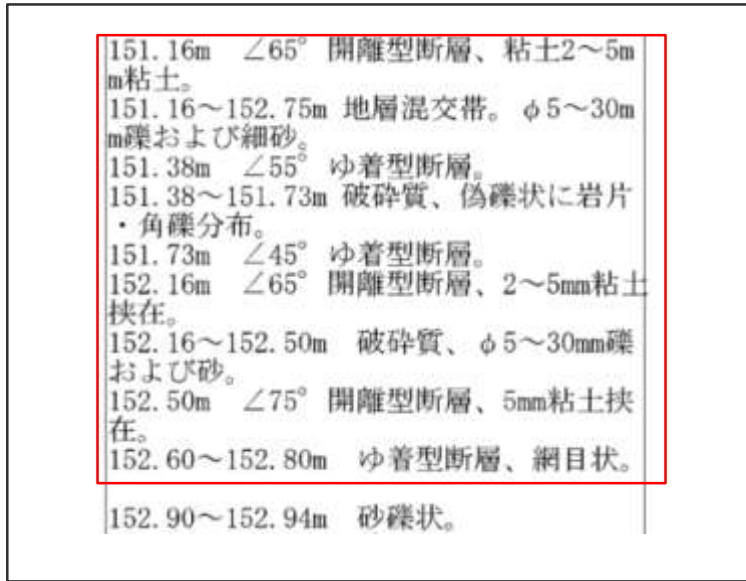 151.16m ∠65° 開離型断層、粘土2～5m
m粘土。
151.16～152.75m 地層混交帯。φ5～30m
m礫および細砂。
151.38m ∠55° ゆ着型断層。
151.38～151.73m 破砕質、偽礫状に岩片
・角礫分布。
151.73m ∠45° ゆ着型断層。
152.16m ∠65° 開離型断層、2～5mm粘土
挟在。
152.16～152.50m 破砕質、φ5～30mm礫
および砂。
152.50m ∠75° 開離型断層、5mm粘土挟
在。
152.60～152.80m ゆ着型断層、網目状。
152.90～152.94m 砂礫状。